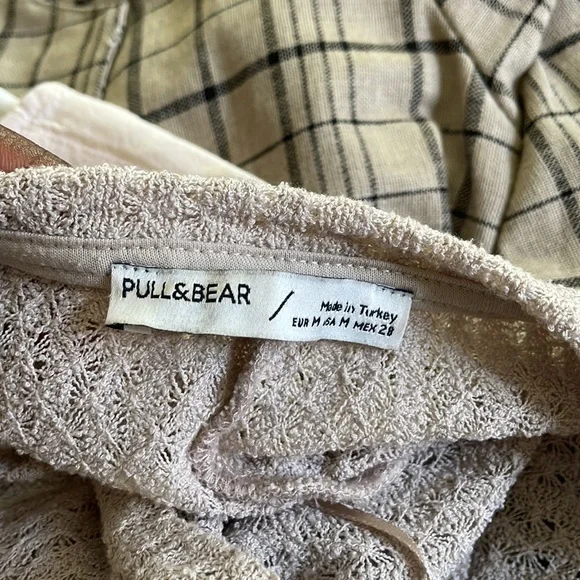 PULL&BEAR /
Made in Turkey
EUR M USA M MEX 28